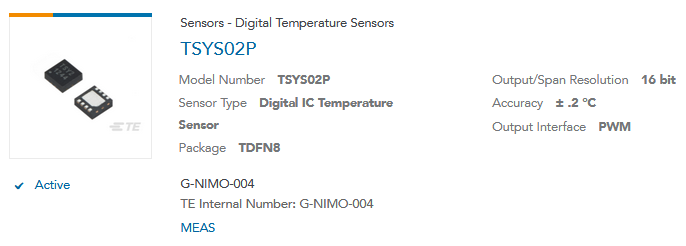 Sensors - Digital Temperature Sensors
TSYS02P
Model Number TSYS02P
Sensor Type Digital IC Temperature
Sensor
Package TDFN8
Output/Span Resolution 16 bit
Accuracy ± .2 °C
Output Interface PWM
TE
Active
G-NIMO-004
TE Internal Number: G-NIMO-004
MEAS